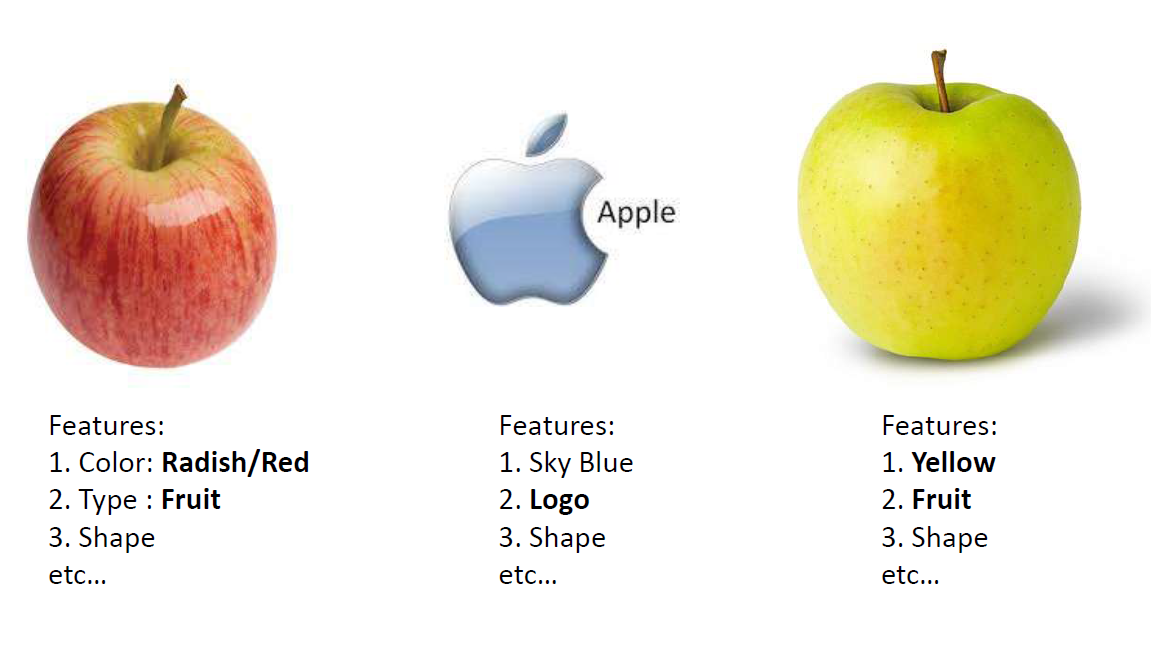 Apple
Features:
1. Color: Radish/Red
2. Type : Fruit
3. Shape
etc...
Features:
1. Sky Blue
2. Logo
3. Shape
etc...
Features:
1. Yellow
2. Fruit
3. Shape
etc...